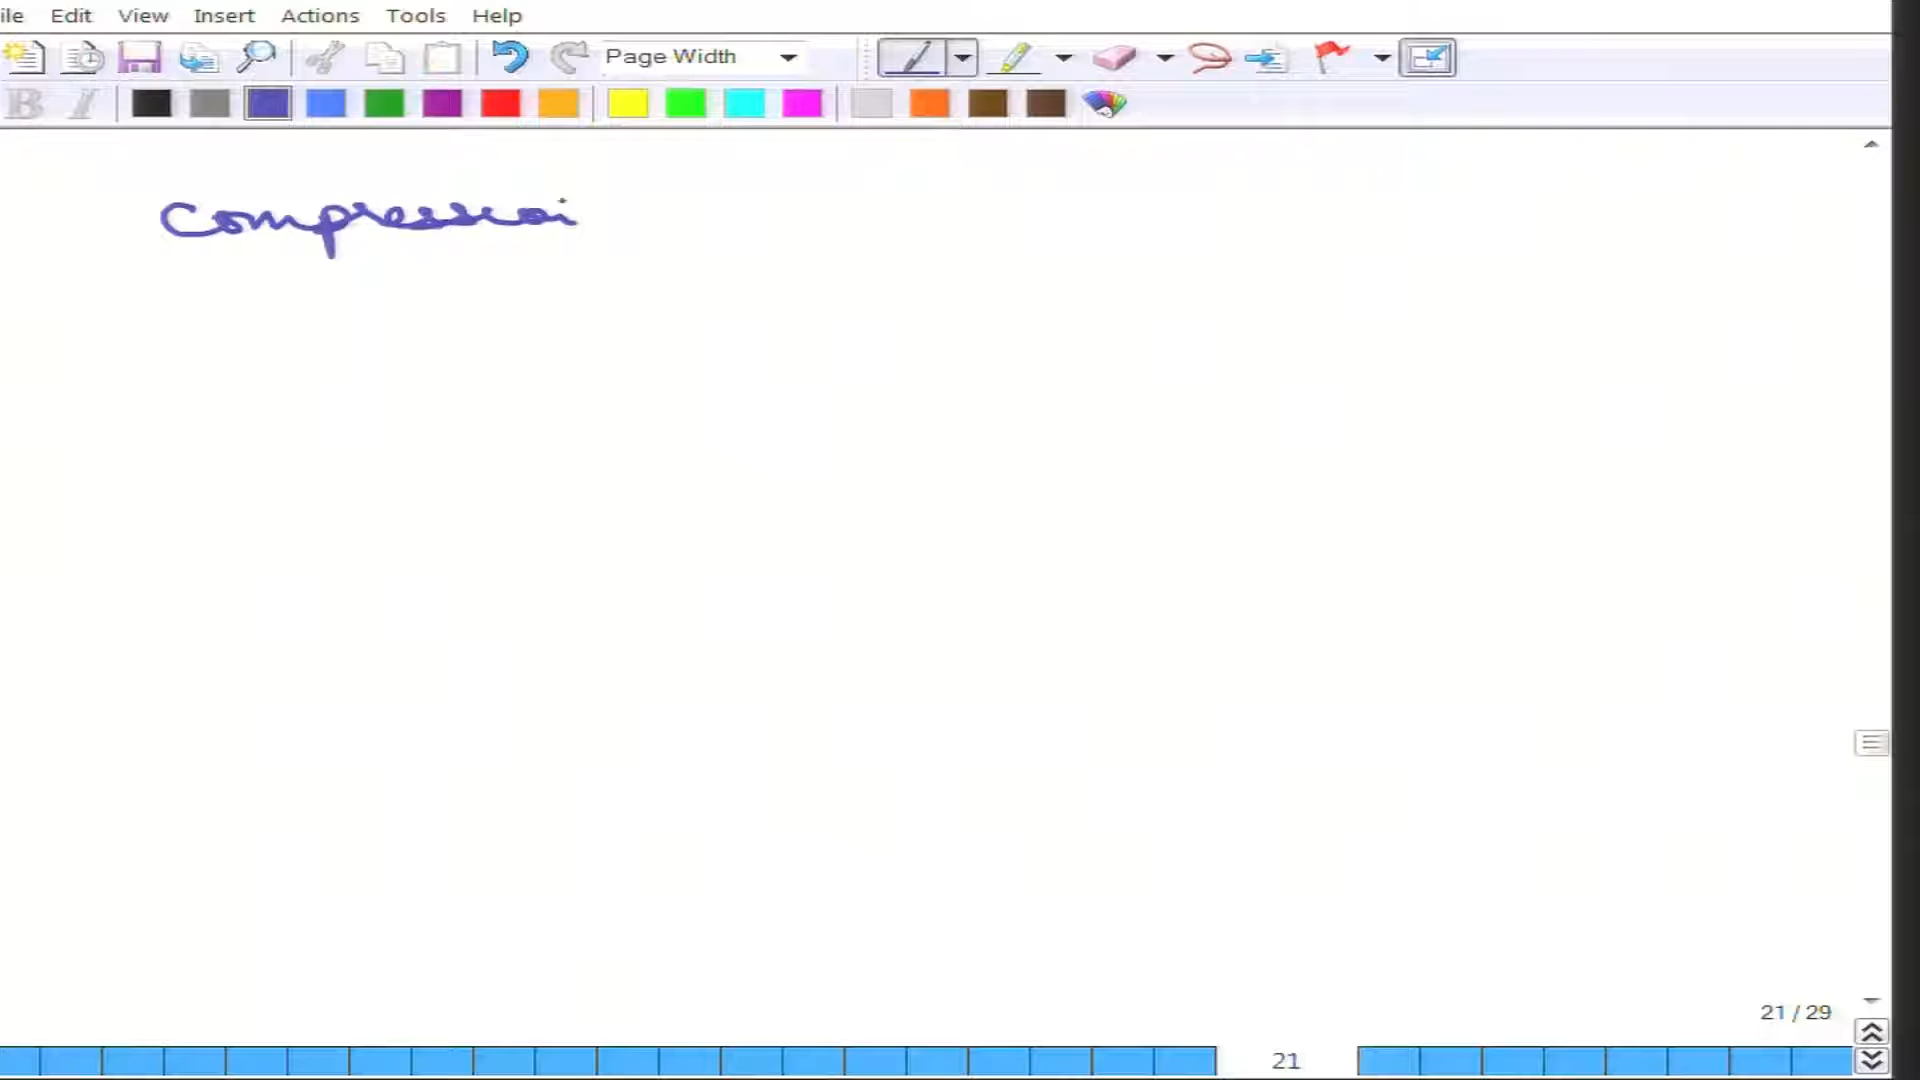 ile Edit View Insert Actions Tools Help
Page Width
B I
Compression
21 / 29
21